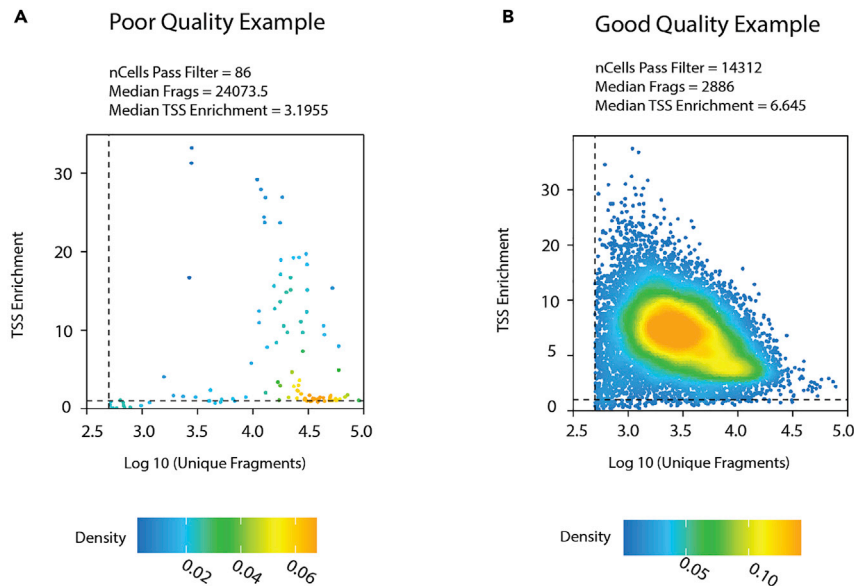 A
Poor Quality Example
nCells Pass Filter = 86
Median Frags = 24073.5
Median TSS Enrichment = 3.1955
TSS Enrichment
30
20
10
0
2.5 3.0 3.5 4.0 4.5 5.0
Log 10 (Unique Fragments)
Density
0.02 0.04 0.06
B
Good Quality Example
nCells Pass Filter = 14312
Median Frags = 2886
Median TSS Enrichment = 6.645
TSS Enrichment
30
20
10
5
0
2.5 3.0 3.5 4.0 4.5 5.0
Log 10 (Unique Fragments)
Density
0.05 0.10